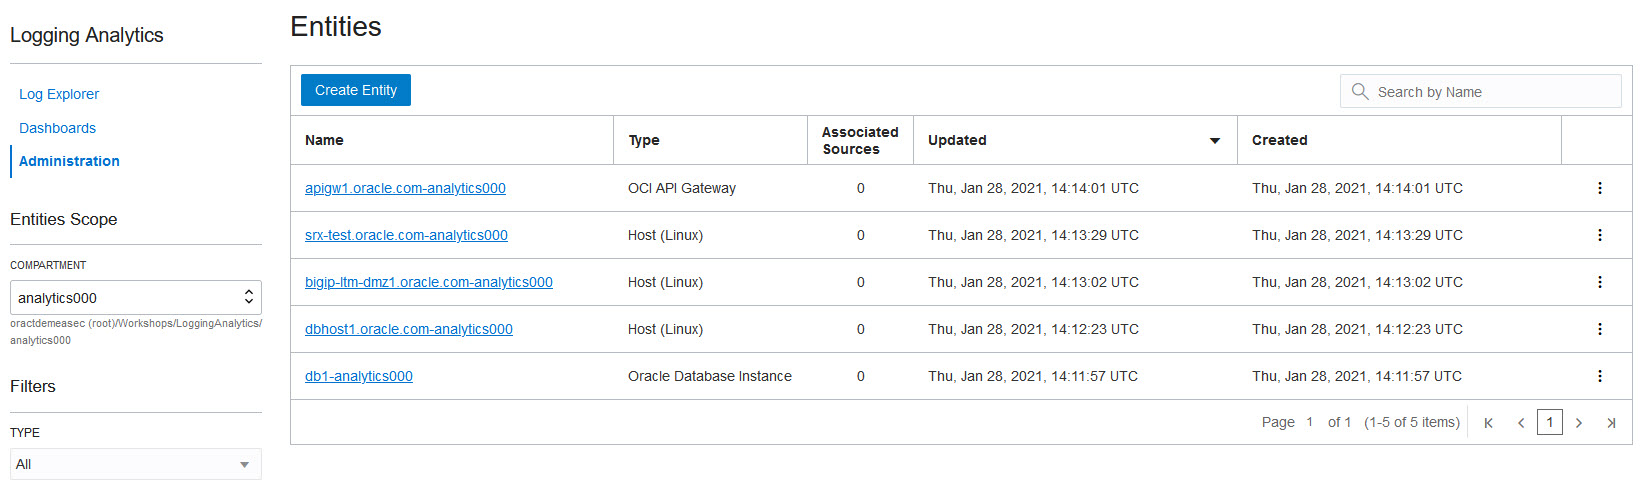 Logging Analytics
Log Explorer
Dashboards
Administration
Entities Scope
COMPARTMENT
analytics000
oractdemeasec (root)/Workshops/LoggingAnalytics/
analytics000
Filters
TYPE
All
Entities
Create Entity
Search by Name
Name Type Associated Sources Updated Created
apigw1.oracle.com-analytics000 OCI API Gateway 0 Thu, Jan 28, 2021, 14:14:01 UTC Thu, Jan 28, 2021, 14:14:01 UTC
srx-test.oracle.com-analytics000 Host (Linux) 0 Thu, Jan 28, 2021, 14:13:29 UTC Thu, Jan 28, 2021, 14:13:29 UTC
bigip-ltm-dmz1.oracle.com-analytics000 Host (Linux) 0 Thu, Jan 28, 2021, 14:13:02 UTC Thu, Jan 28, 2021, 14:13:02 UTC
dbhost1.oracle.com-analytics000 Host (Linux) 0 Thu, Jan 28, 2021, 14:12:23 UTC Thu, Jan 28, 2021, 14:12:23 UTC
db1-analytics000 Oracle Database Instance 0 Thu, Jan 28, 2021, 14:11:57 UTC Thu, Jan 28, 2021, 14:11:57 UTC
Page 1 of 1 (1-5 of 5 items) 1